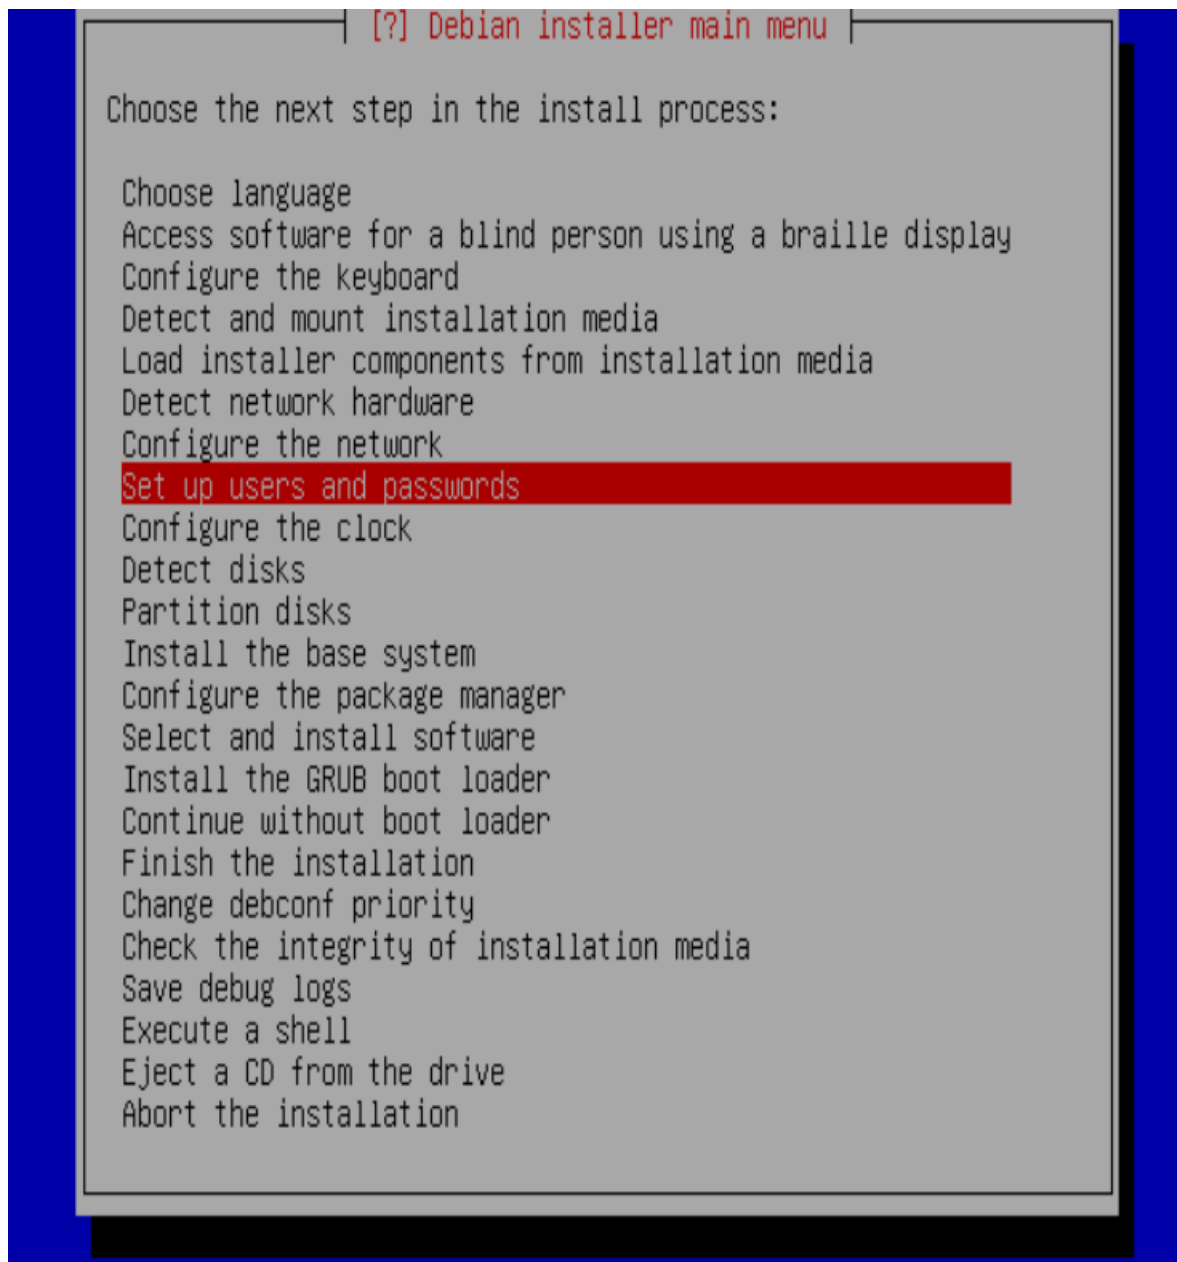 [?] Debian installer main menu
Choose the next step in the install process:
Choose language
Access software for a blind person using a braille display
Configure the keyboard
Detect and mount installation media
Load installer components from installation media
Detect network hardware
Configure the network
Set up users and passwords
Configure the clock
Detect disks
Partition disks
Install the base system
Configure the package manager
Select and install software
Install the GRUB boot loader
Continue without boot loader
Finish the installation
Change debconf priority
Check the integrity of installation media
Save debug logs
Execute a shell
Eject a CD from the drive
Abort the installation